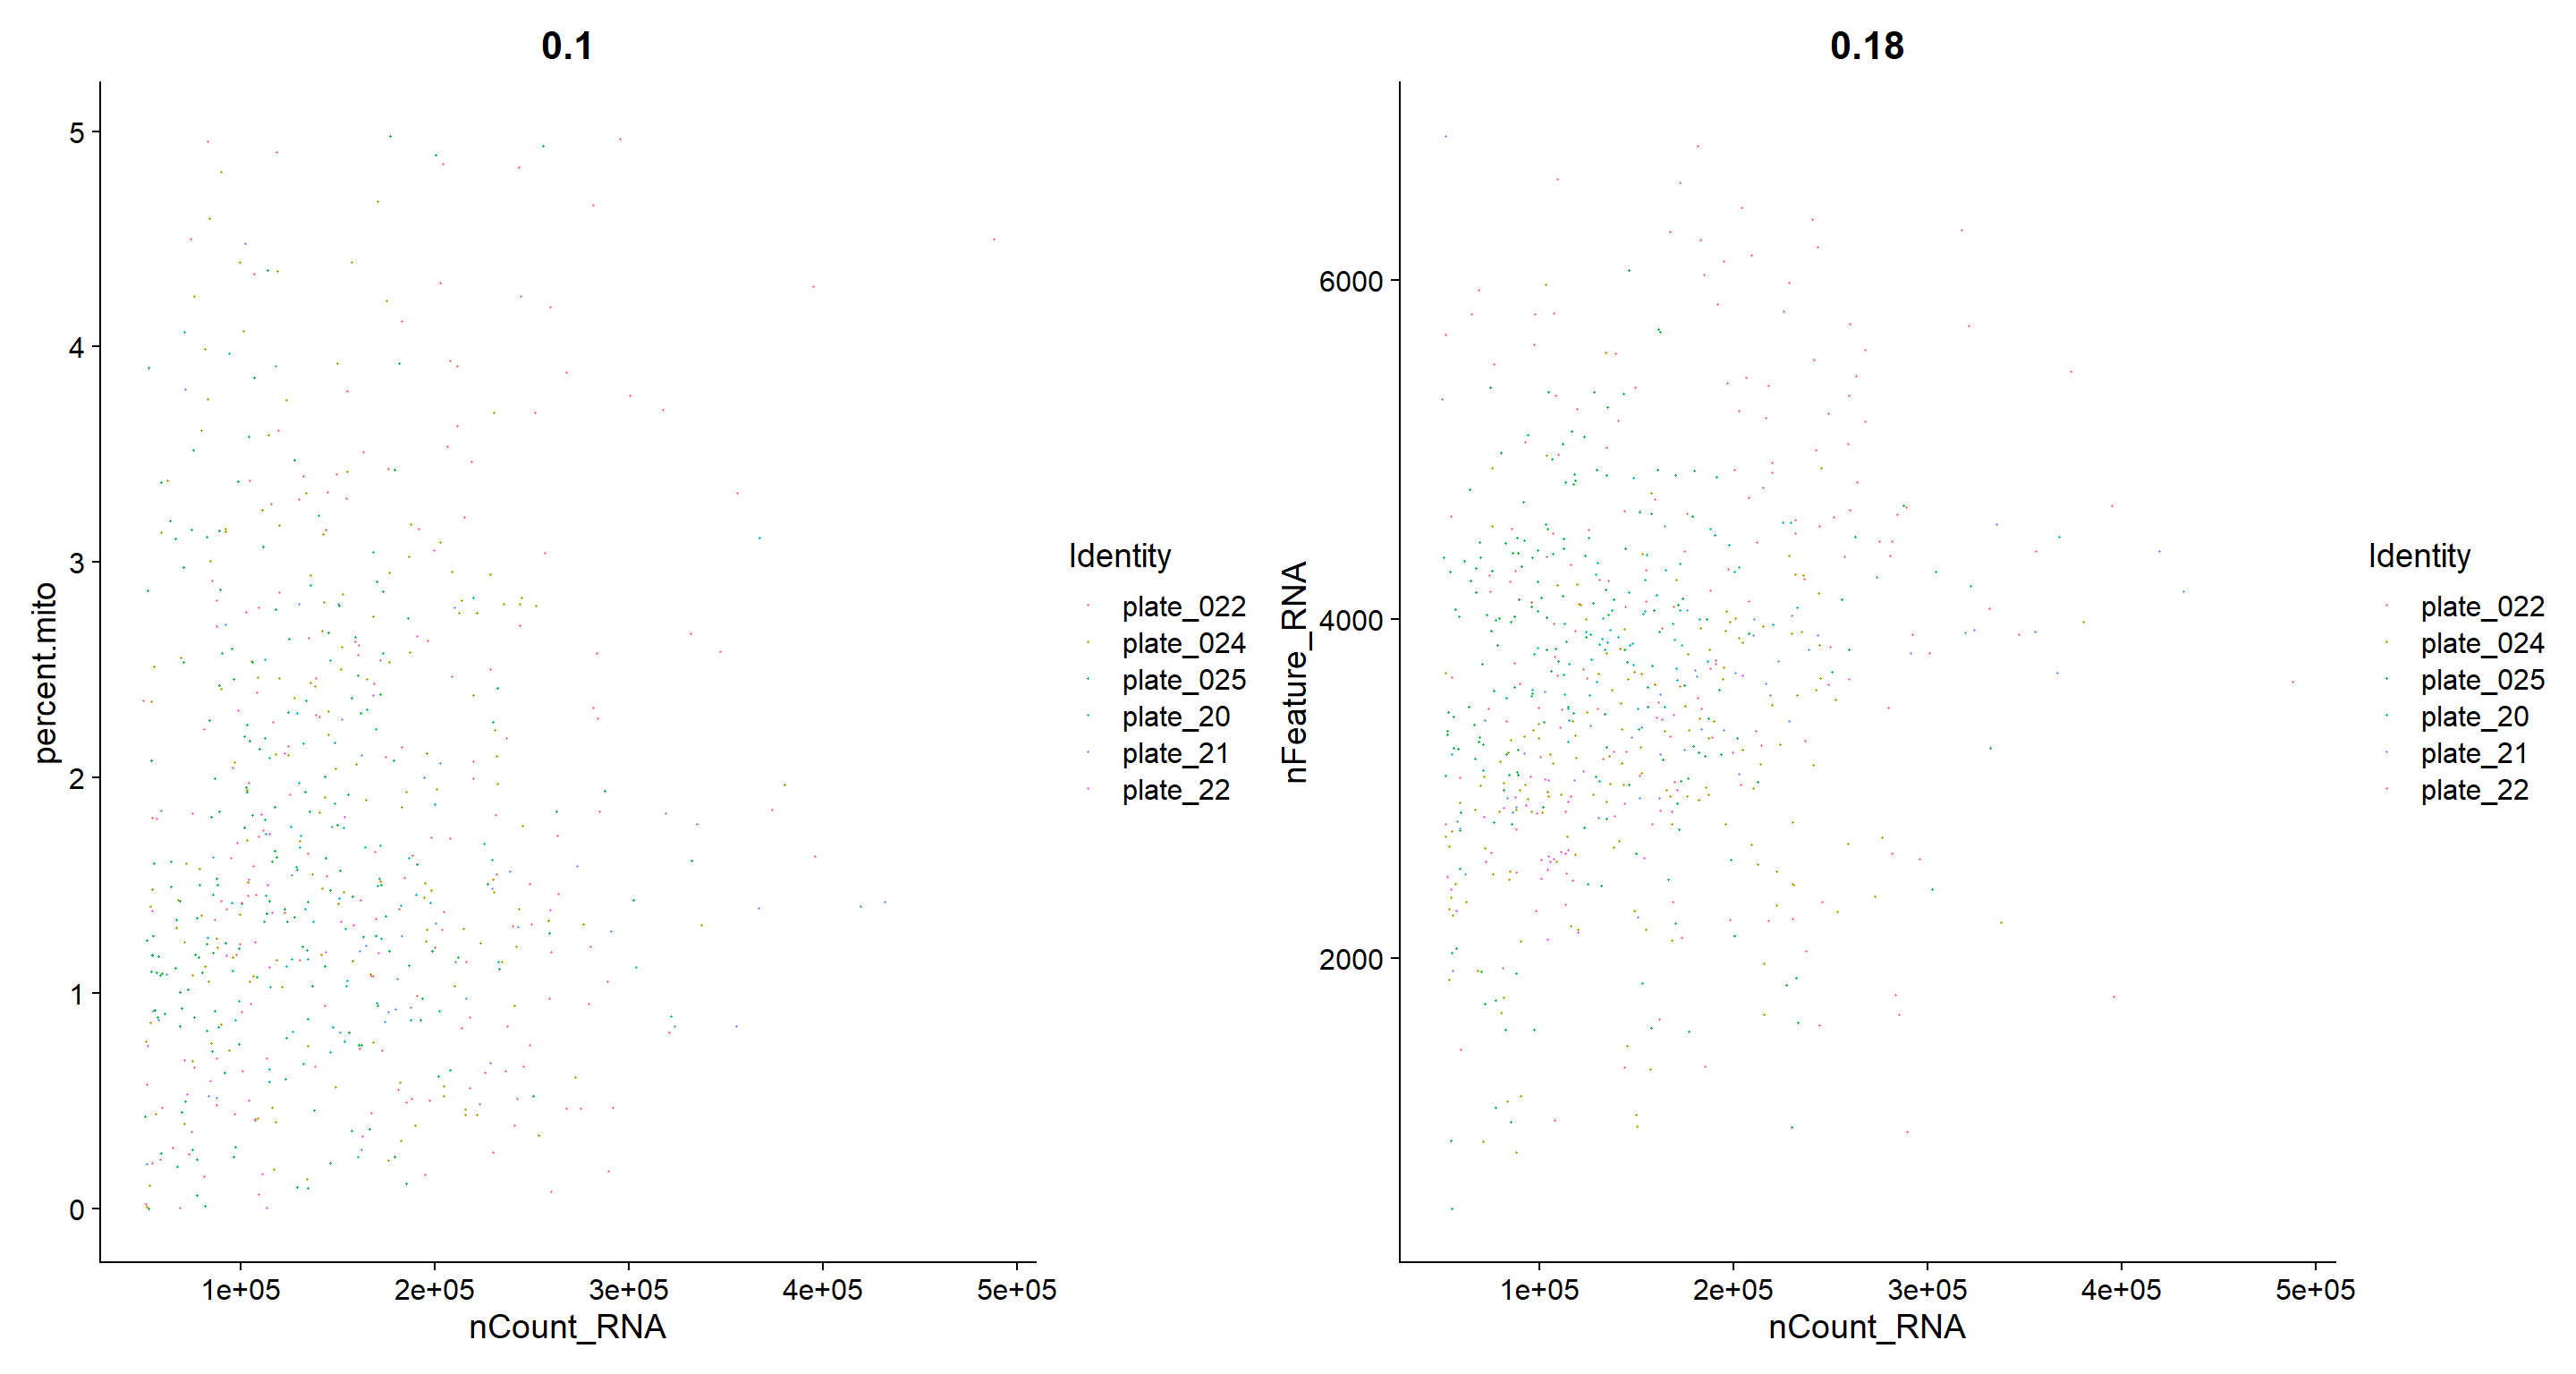 0.1
5
4
3
2
1
0
percent.mito
1e+05 2e+05 3e+05 4e+05 5e+05
nCount_RNA
Identity
plate_022
plate_024
plate_025
plate_20
plate_21
plate_22
0.18
6000
4000
2000
nFeature_RNA
1e+05 2e+05 3e+05 4e+05 5e+05
nCount_RNA
Identity
plate_022
plate_024
plate_025
plate_20
plate_21
plate_22